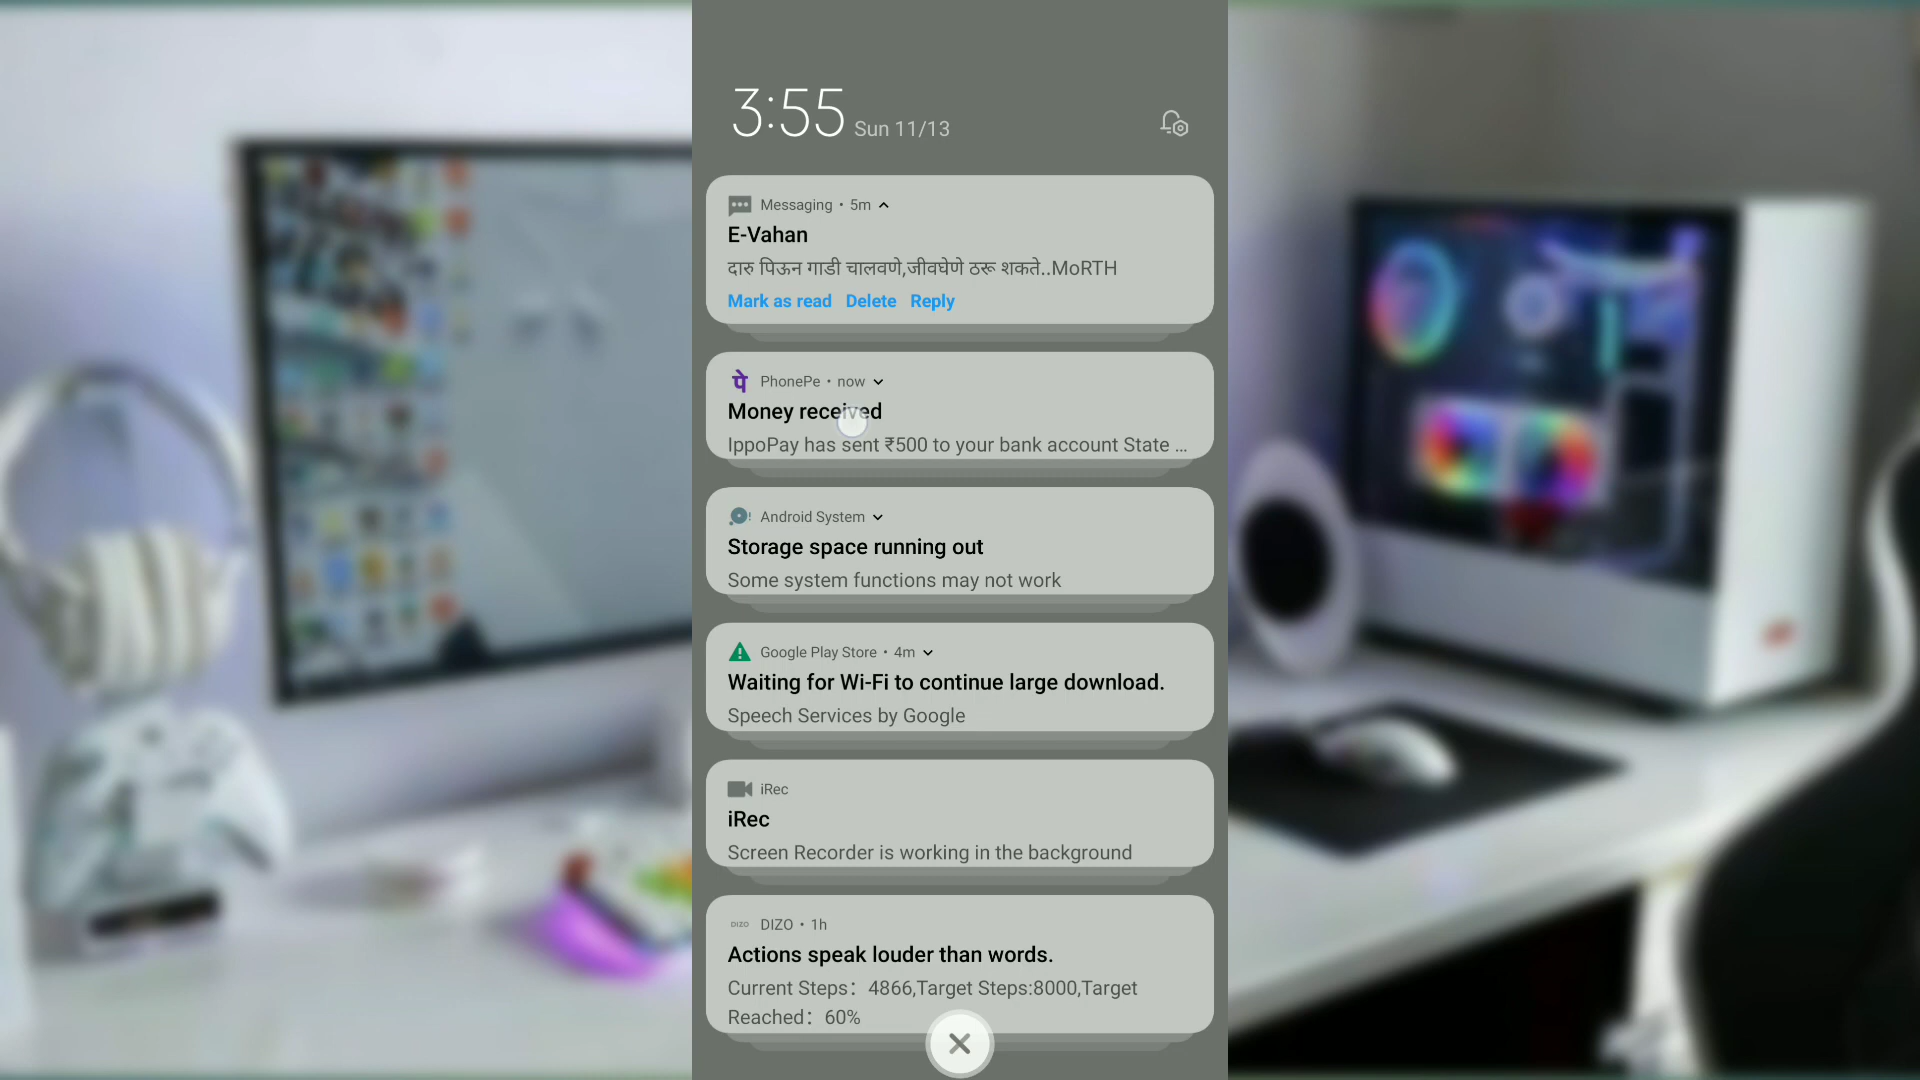 3:55 Sun 11/13
Messaging • 5m
E-Vahan
दारु पिऊन गाडी चालवणे,जीवघेणे ठरू शकते..MoRTH
Mark as read Delete Reply
पे PhonePe • now
Money received
IppoPay has sent ₹500 to your bank account State ...
Android System
Storage space running out
Some system functions may not work
Google Play Store • 4m
Waiting for Wi-Fi to continue large download.
Speech Services by Google
iRec
iRec
Screen Recorder is working in the background
DIZO DIZO • 1h
Actions speak louder than words.
Current Steps: 4866,Target Steps:8000,Target
Reached: 60%